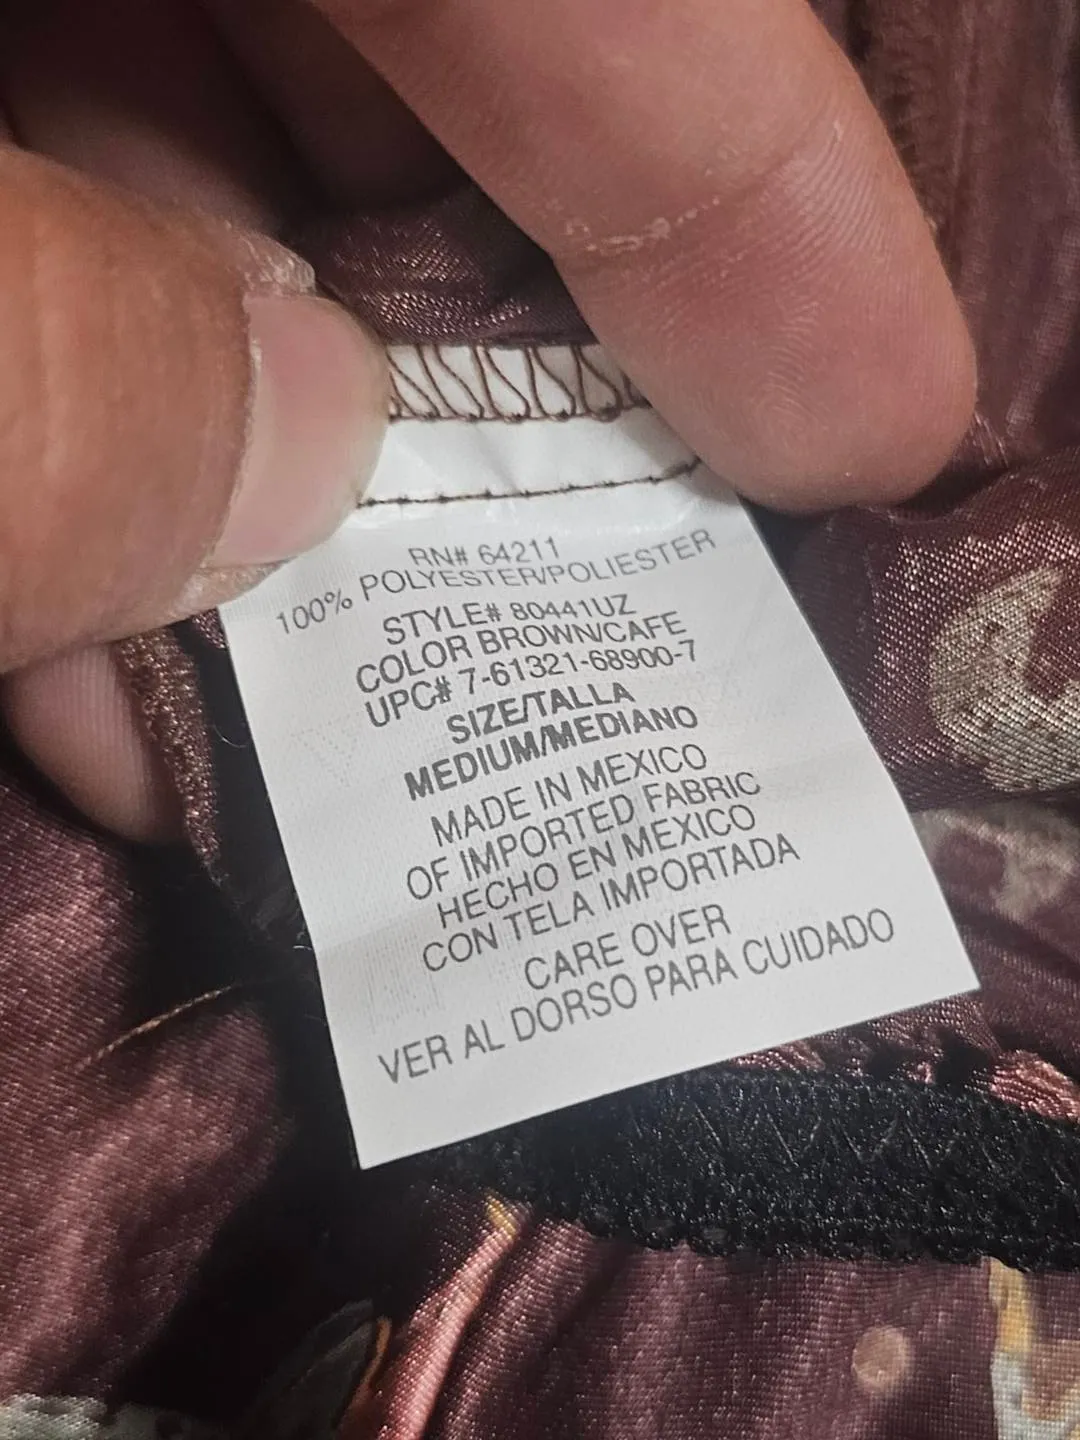 RN# 64211
100% POLYESTER/POLIESTER
STYLE# 80441UZ
COLOR BROWN/CAFE
UPC# 7-61321-68900-7
SIZE/TALLA
MEDIUM/MEDIANO
MADE IN MEXICO
OF IMPORTED FABRIC
HECHO EN MEXICO
CON TELA IMPORTADA
CARE OVER
VER AL DORSO PARA CUIDADO